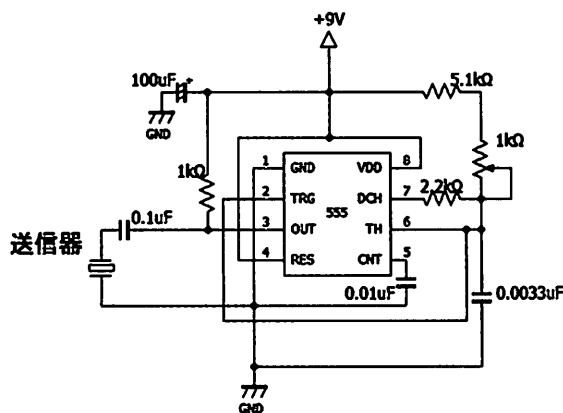 +9V
100uF
+
5.1kΩ
GND
1kΩ
1kΩ
1 GND VDD 8
2 TRG DCH 7 2.2kΩ
555
3 OUT TH 6
4 RES CNT 5
0.1uF
送信器
0.01uF
0.0033uF
GND